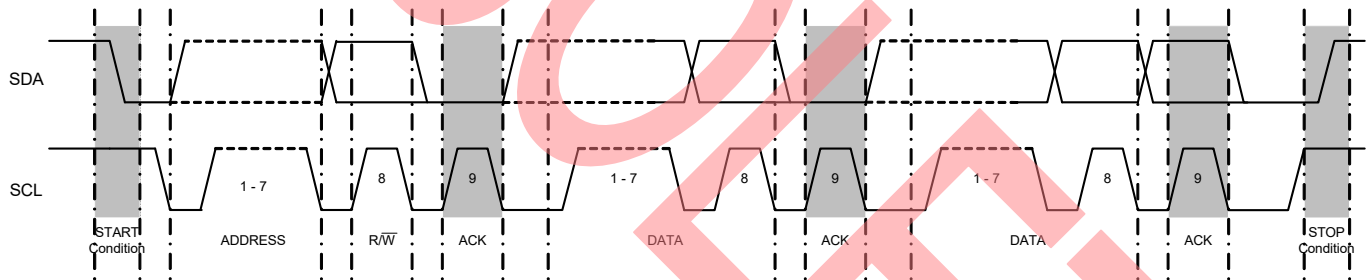 SDA
SCL
1 - 7
8
9
1 - 7
8
9
1 - 7
8
9
START
Condition
ADDRESS
R/W̅
ACK
DATA
ACK
DATA
ACK
STOP
Condition